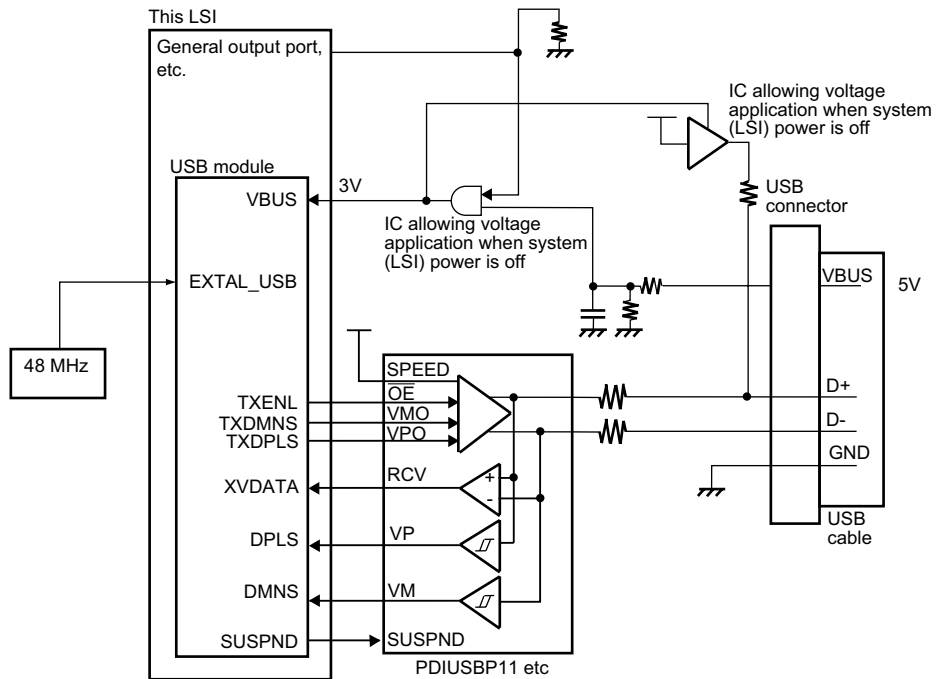 This LSI
General output port,
etc.
IC allowing voltage
application when system
(LSI) power is off
USB module
VBUS
3V
IC allowing voltage
application when system
(LSI) power is off
USB
connector
EXTAL_USB
VBUS
5V
48 MHz
SPEED
OE
TXENL
VMO
TXDMNS
VPO
TXDPLS
D+
D-
GND
RCV
XVDATA
+
-
USB
cable
VP
DPLS
VM
DMNS
SUSPND
SUSPND
PDIUSBP11 etc